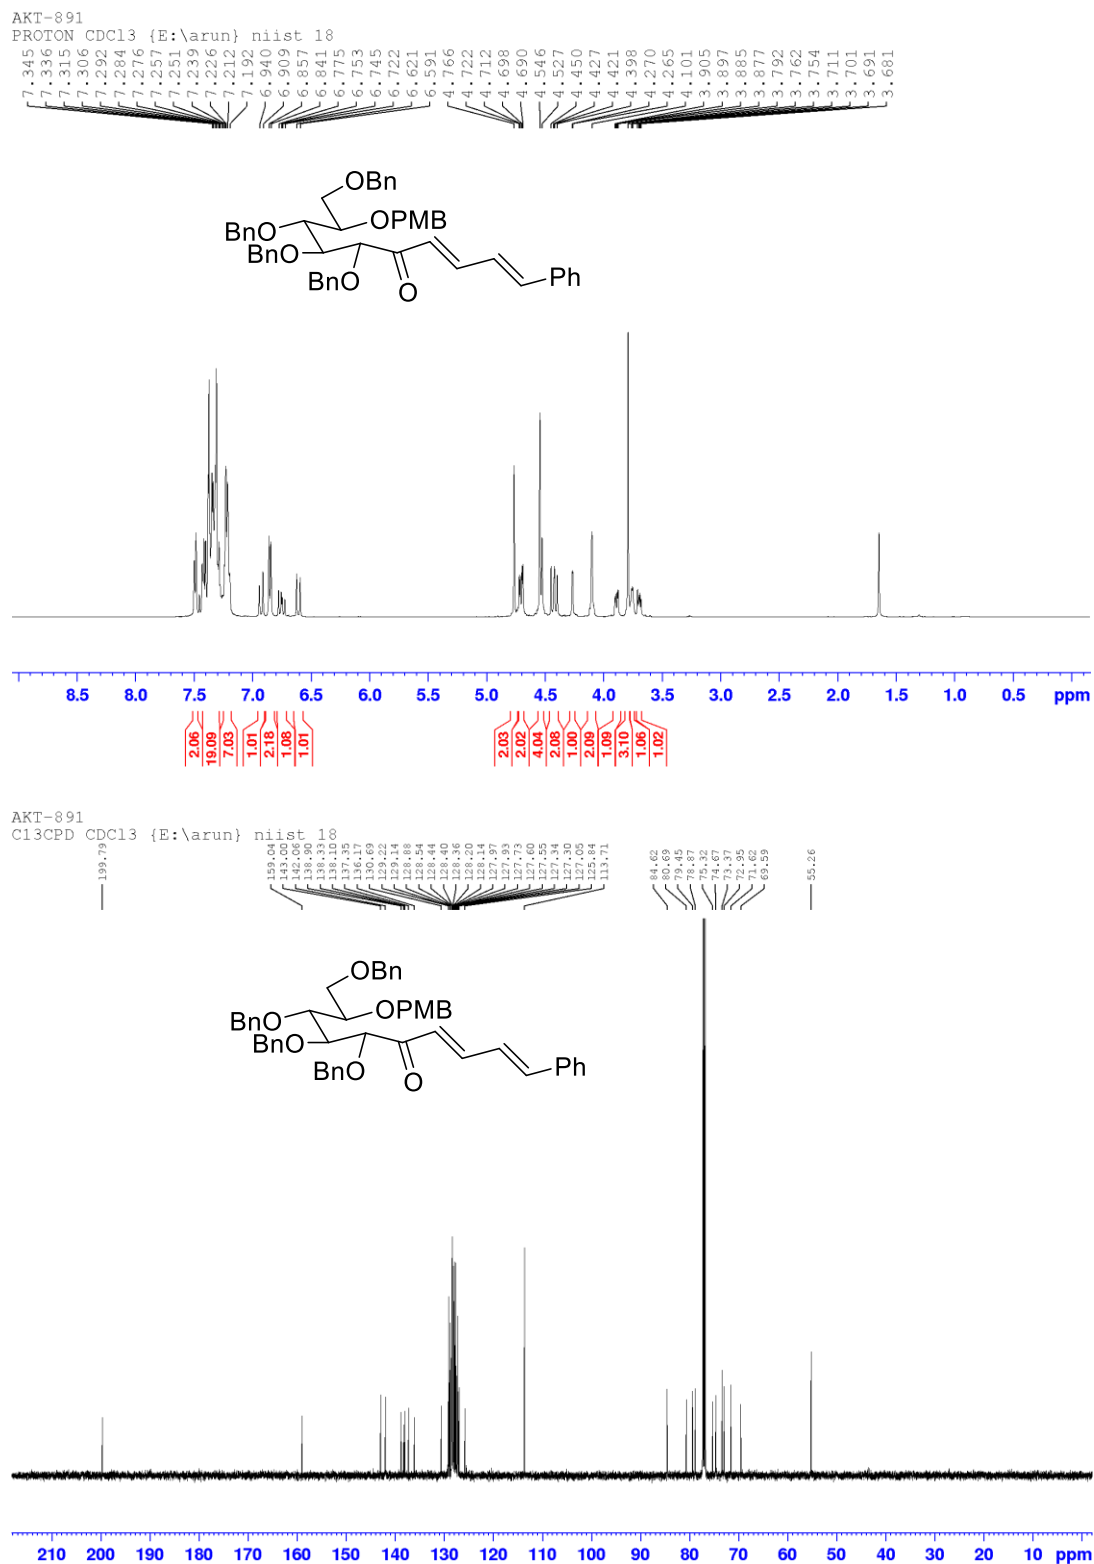 AKT-891
PROTON CDCl3 {E:\arun} niist 18
7.345 7.336 7.315 7.306 7.292 7.284 7.276 7.257 7.251 7.239 7.226 7.212 7.192 6.940 6.909 6.857 6.841 6.775 6.753 6.745 6.722 6.621 6.591 4.766 4.722 4.712 4.698 4.690 4.546 4.527 4.450 4.427 4.421 4.398 4.270 4.265 4.101 3.905 3.897 3.885 3.877 3.792 3.762 3.754 3.711 3.701 3.691 3.681
OBn
OPMB
BnO
BnO
BnO
O
Ph
8.5 8.0 7.5 7.0 6.5 6.0 5.5 5.0 4.5 4.0 3.5 3.0 2.5 2.0 1.5 1.0 0.5 ppm
2.06 19.09 7.03 1.01 2.18 1.08 1.01 2.03 2.02 4.04 2.08 1.00 2.09 1.09 3.10 1.06 1.02
AKT-891
C13CPD CDCl3 {E:\arun} niist 18
199.79 159.04 143.00 142.06 138.90 138.33 138.10 137.35 136.17 130.69 129.22 129.14 128.88 128.54 128.44 128.40 128.36 128.20 128.14 127.97 127.93 127.73 127.60 127.55 127.34 127.30 127.05 125.84 113.71 84.62 80.69 79.45 78.87 75.32 74.67 73.37 72.95 71.62 69.59 55.26
OBn
OPMB
BnO
BnO
BnO
O
Ph
210 200 190 180 170 160 150 140 130 120 110 100 90 80 70 60 50 40 30 20 10 ppm